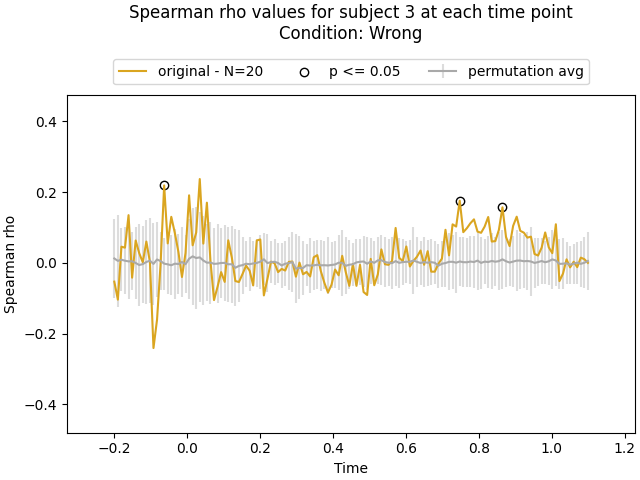 Spearman rho values for subject 3 at each time point
Condition: Wrong
original - N=20 p <= 0.05 permutation avg
0.4
0.2
0.0
−0.2
−0.4
Spearman rho
−0.2 0.0 0.2 0.4 0.6 0.8 1.0 1.2
Time